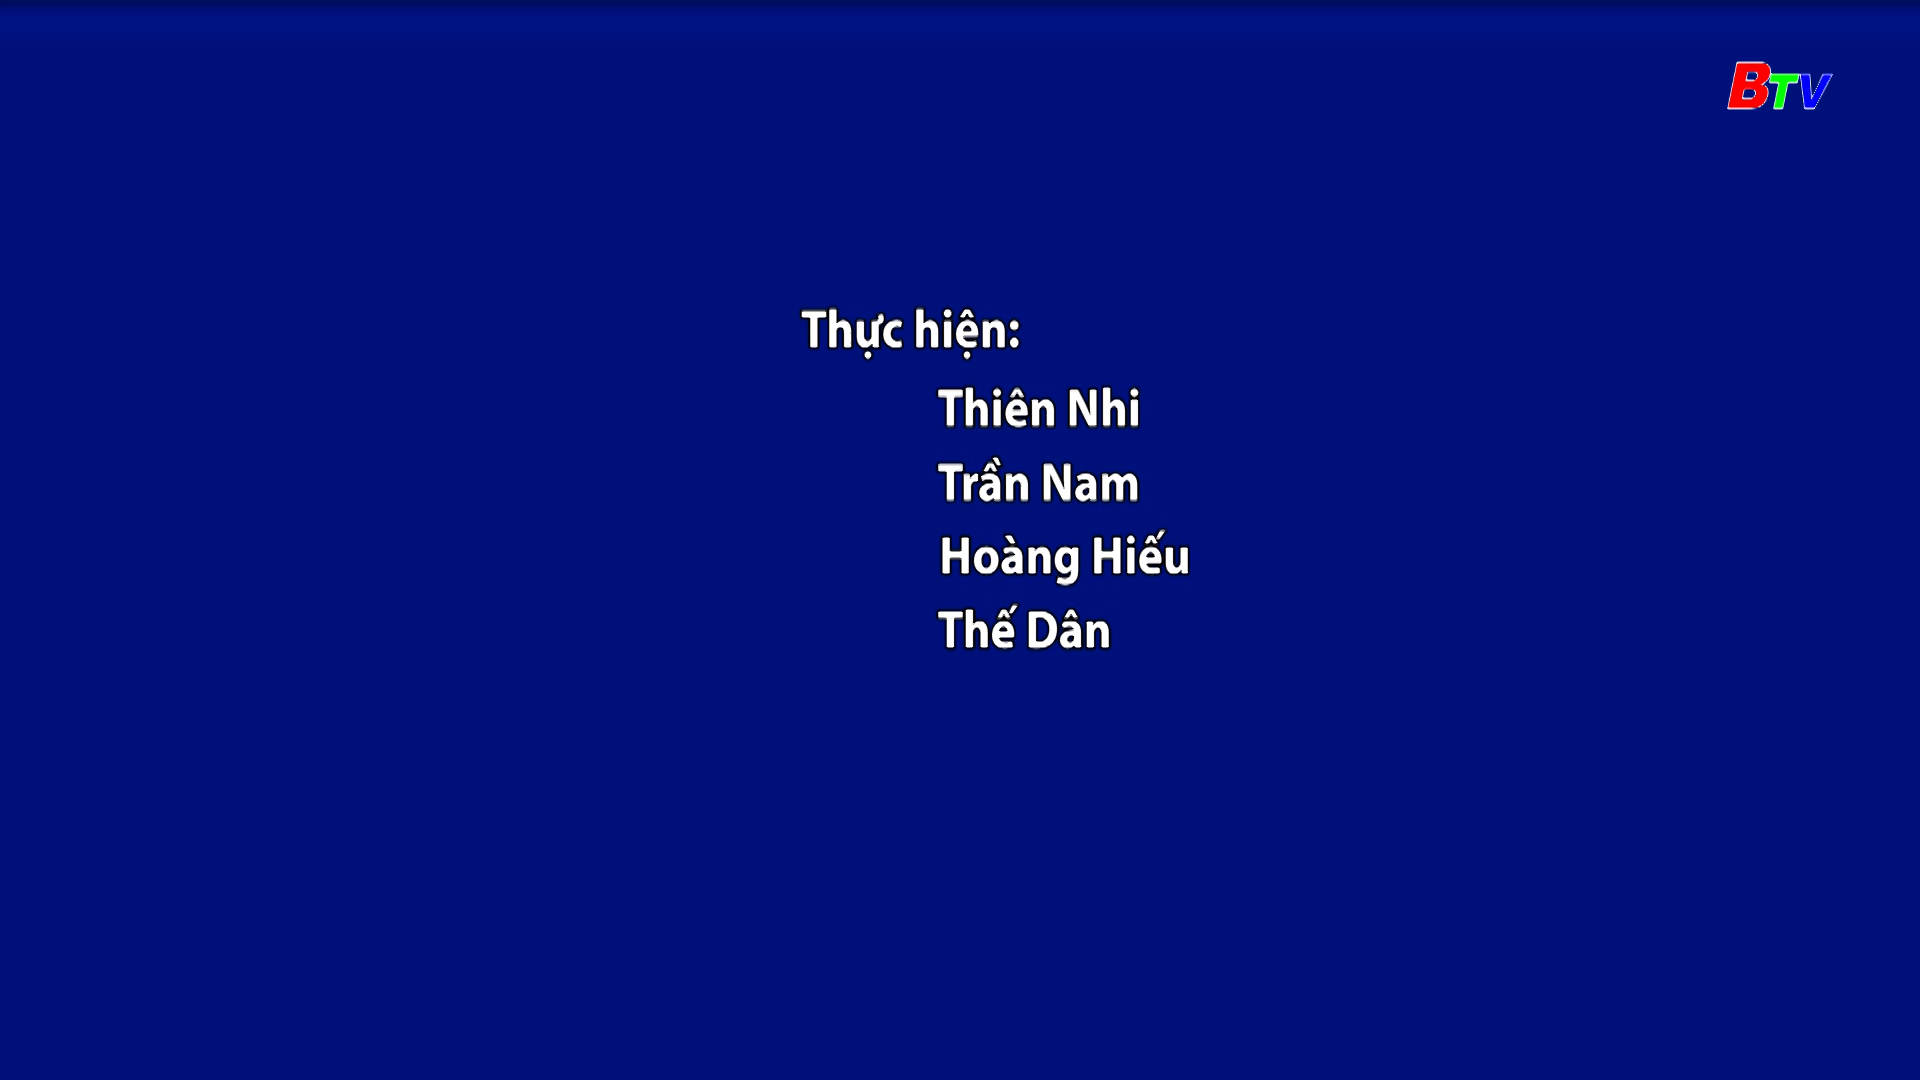 BTV
Thực hiện:
Thiên Nhi
Trần Nam
Hoàng Hiếu
Thế Dân